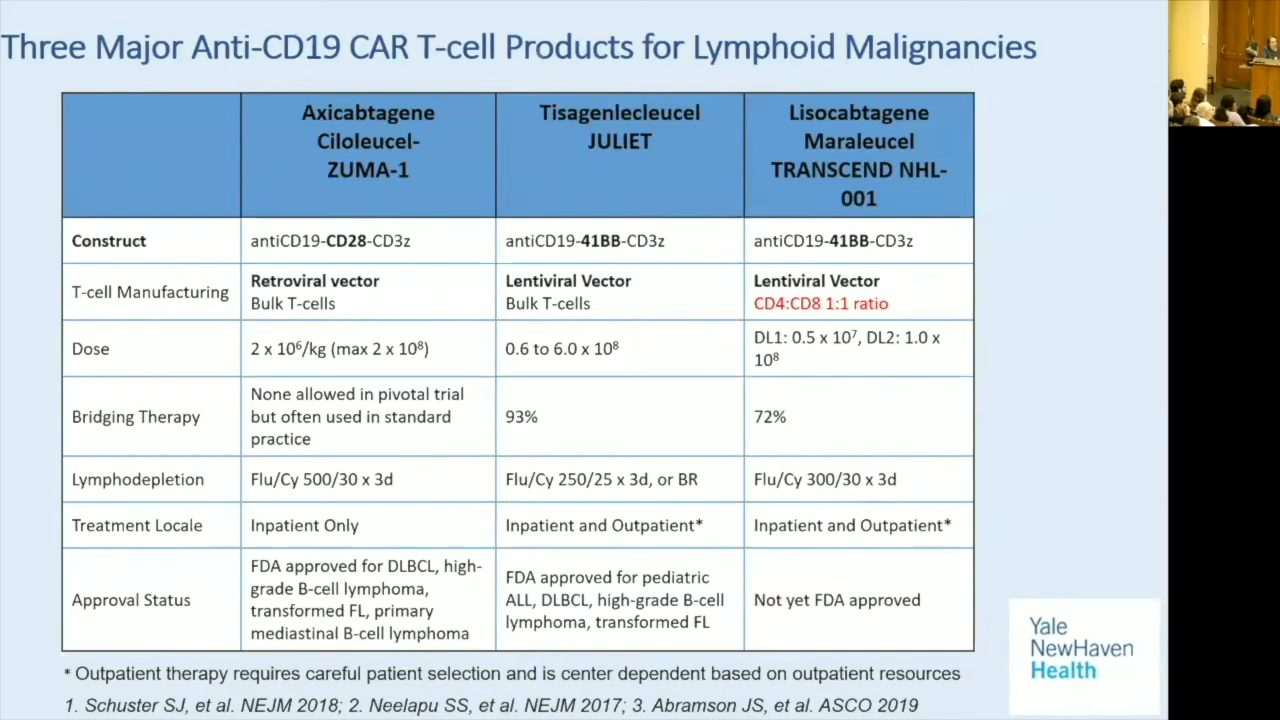 Three Major Anti-CD19 CAR T-cell Products for Lymphoid Malignancies
Axicabtagene
Ciloleucel-
ZUMA-1
Tisagenlecleucel
JULIET
Lisocabtagene
Maraleucel
TRANSCEND NHL-
001
Construct
antiCD19-CD28-CD3z
antiCD19-41BB-CD3z
antiCD19-41BB-CD3z
T-cell Manufacturing
Retroviral vector
Bulk T-cells
Lentiviral Vector
Bulk T-cells
Lentiviral Vector
CD4:CD8 1:1 ratio
Dose
2 x 10⁶/kg (max 2 x 10⁸)
0.6 to 6.0 x 10⁸
DL1: 0.5 x 10⁷, DL2: 1.0 x
10⁸
Bridging Therapy
None allowed in pivotal trial
but often used in standard
practice
93%
72%
Lymphodepletion
Flu/Cy 500/30 x 3d
Flu/Cy 250/25 x 3d, or BR
Flu/Cy 300/30 x 3d
Treatment Locale
Inpatient Only
Inpatient and Outpatient*
Inpatient and Outpatient*
Approval Status
FDA approved for DLBCL, high-
grade B-cell lymphoma,
transformed FL, primary
mediastinal B-cell lymphoma
FDA approved for pediatric
ALL, DLBCL, high-grade B-cell
lymphoma, transformed FL
Not yet FDA approved
* Outpatient therapy requires careful patient selection and is center dependent based on outpatient resources
1. Schuster SJ, et al. NEJM 2018; 2. Neelapu SS, et al. NEJM 2017; 3. Abramson JS, et al. ASCO 2019
Yale
NewHaven
Health